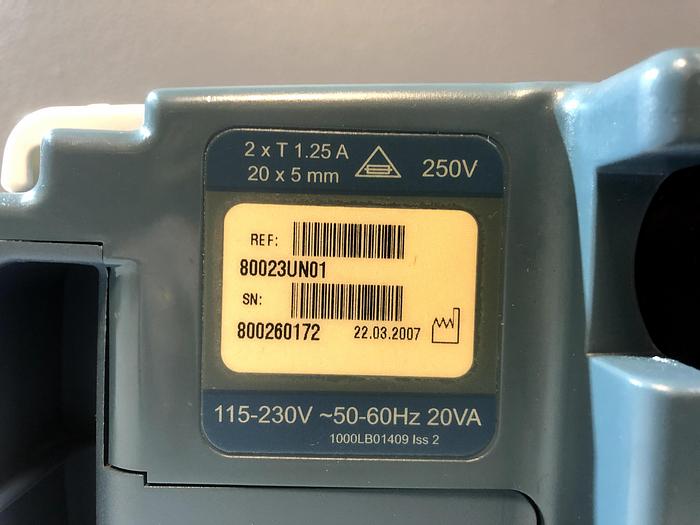 2 x T 1.25 A
20 x 5 mm
250V
REF:
80023UN01
SN:
800260172 22.03.2007
115-230V ~50-60Hz 20VA
1000LB01409 Iss 2